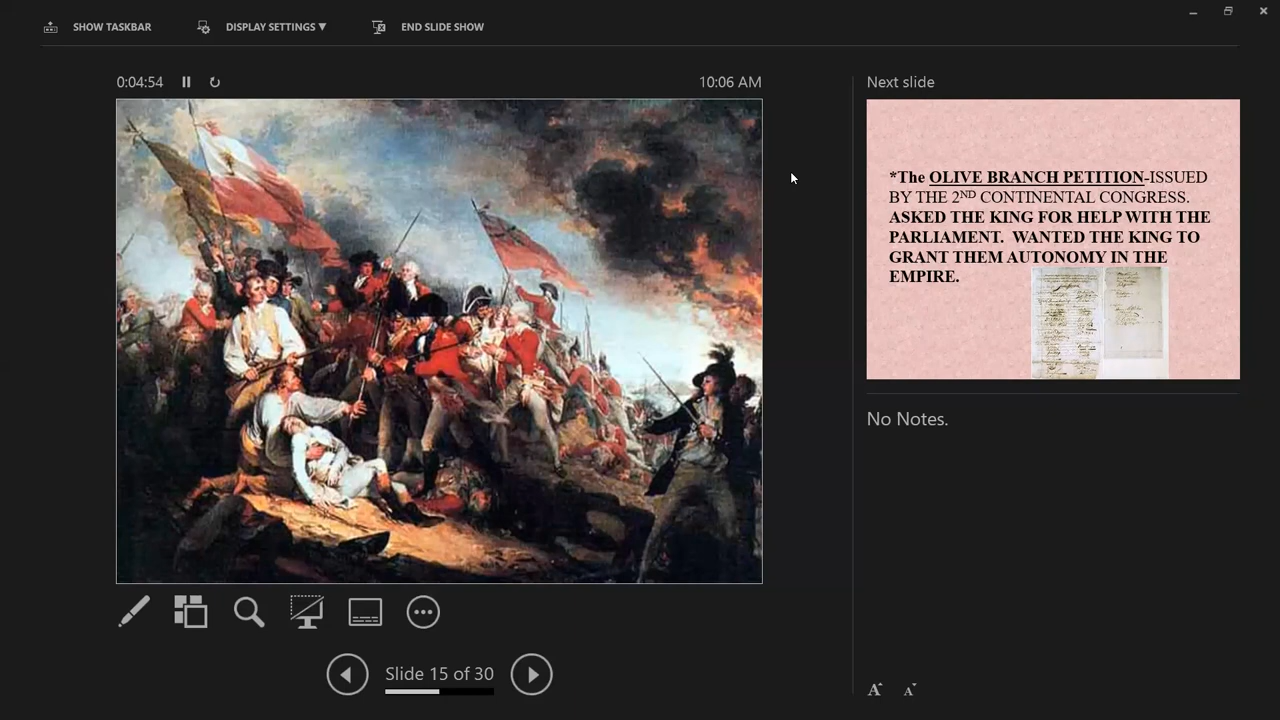 SHOW TASKBAR
DISPLAY SETTINGS ▼
END SLIDE SHOW
0:04:54
10:06 AM
Next slide
*The OLIVE BRANCH PETITION-ISSUED
BY THE 2ND CONTINENTAL CONGRESS.
ASKED THE KING FOR HELP WITH THE
PARLIAMENT. WANTED THE KING TO
GRANT THEM AUTONOMY IN THE
EMPIRE.
No Notes.
Slide 15 of 30
A A